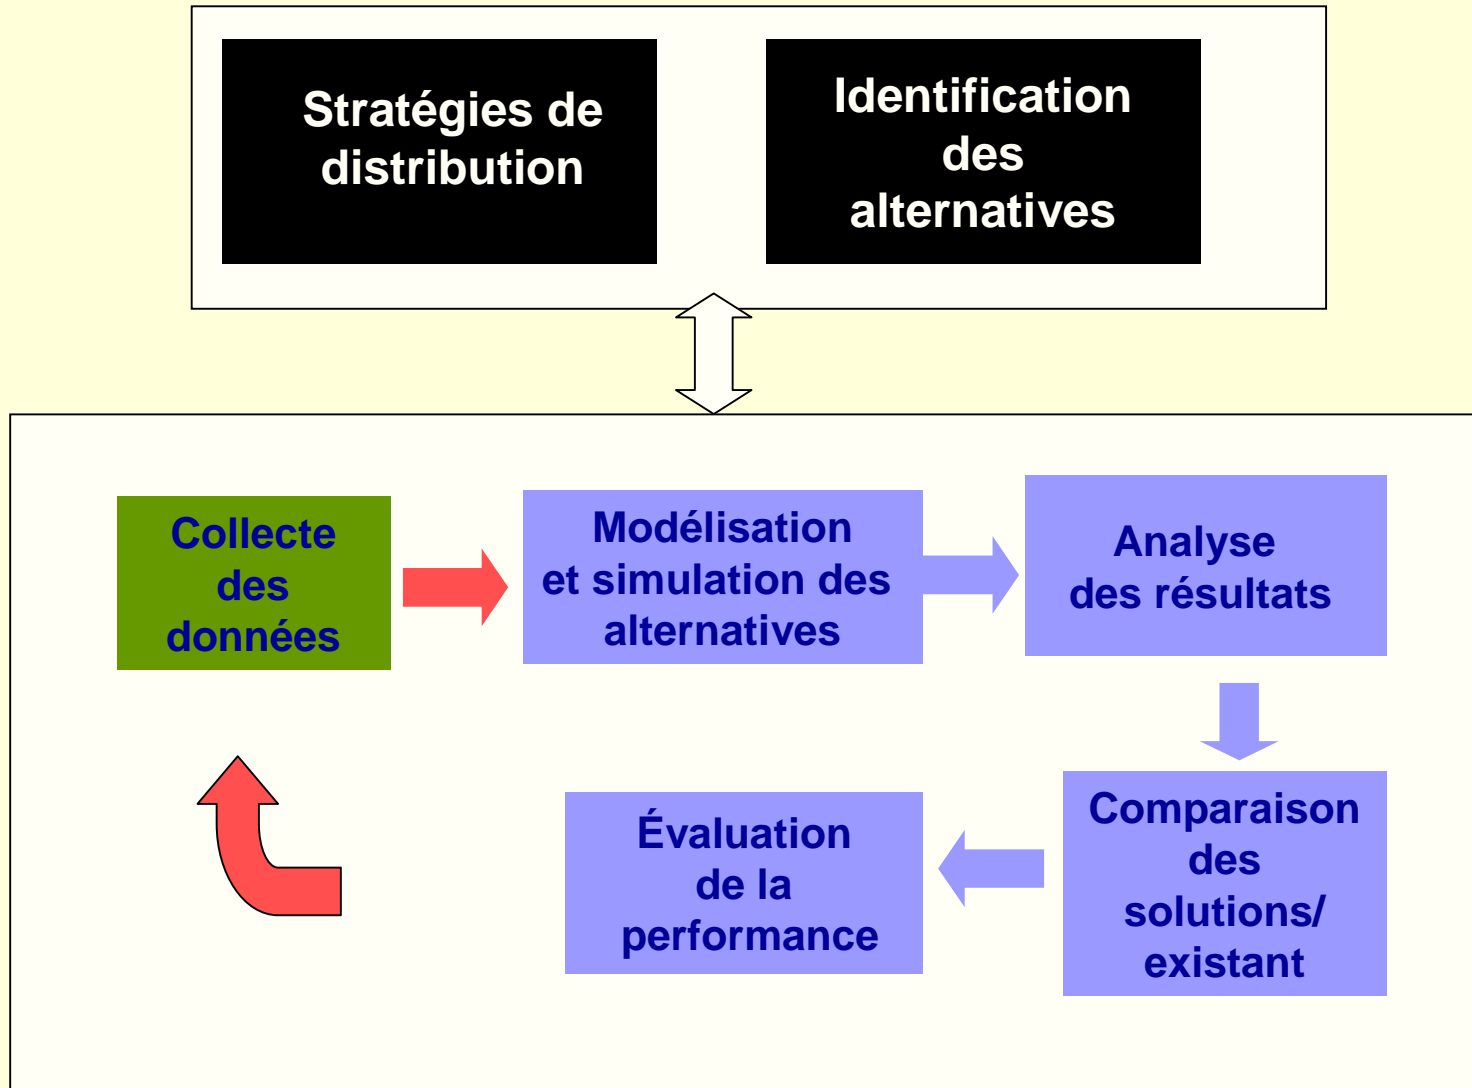 Stratégies de
distribution
Identification
des
alternatives
Collecte
des
données
Modélisation
et simulation des
alternatives
Analyse
des résultats
Comparaison
des
solutions/
existant
Évaluation
de la
performance